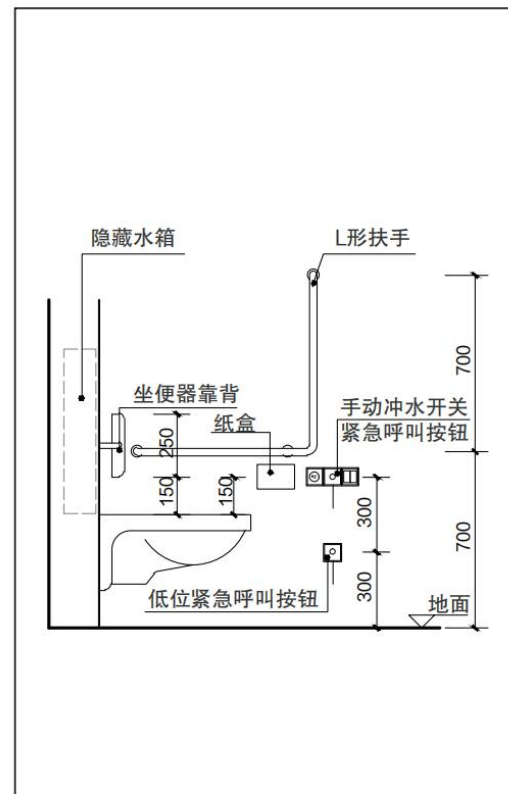 隐藏水箱
L形扶手
700
坐便器靠背
250
纸盒
手动冲水开关
紧急呼叫按钮
150
150
300
700
低位紧急呼叫按钮
300
地面